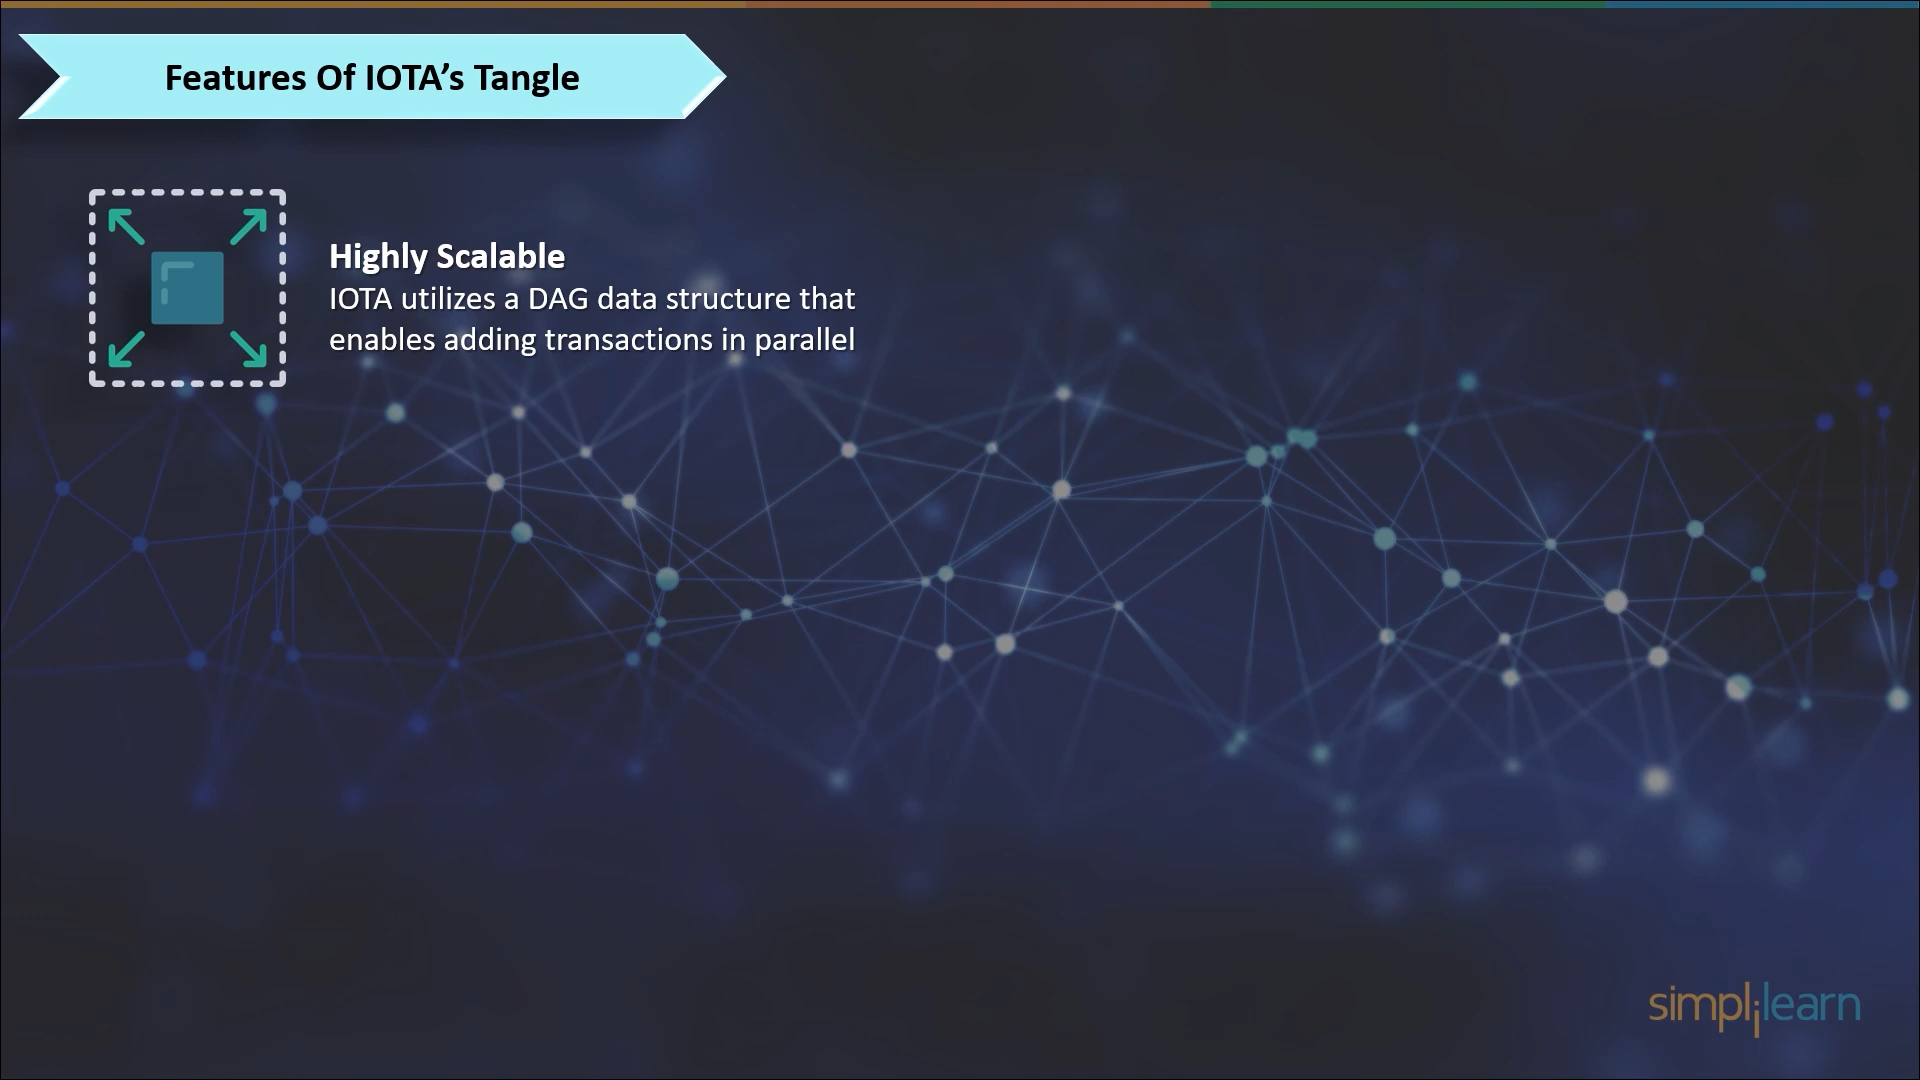 Features Of IOTA’s Tangle
Highly Scalable
IOTA utilizes a DAG data structure that
enables adding transactions in parallel
simplilearn